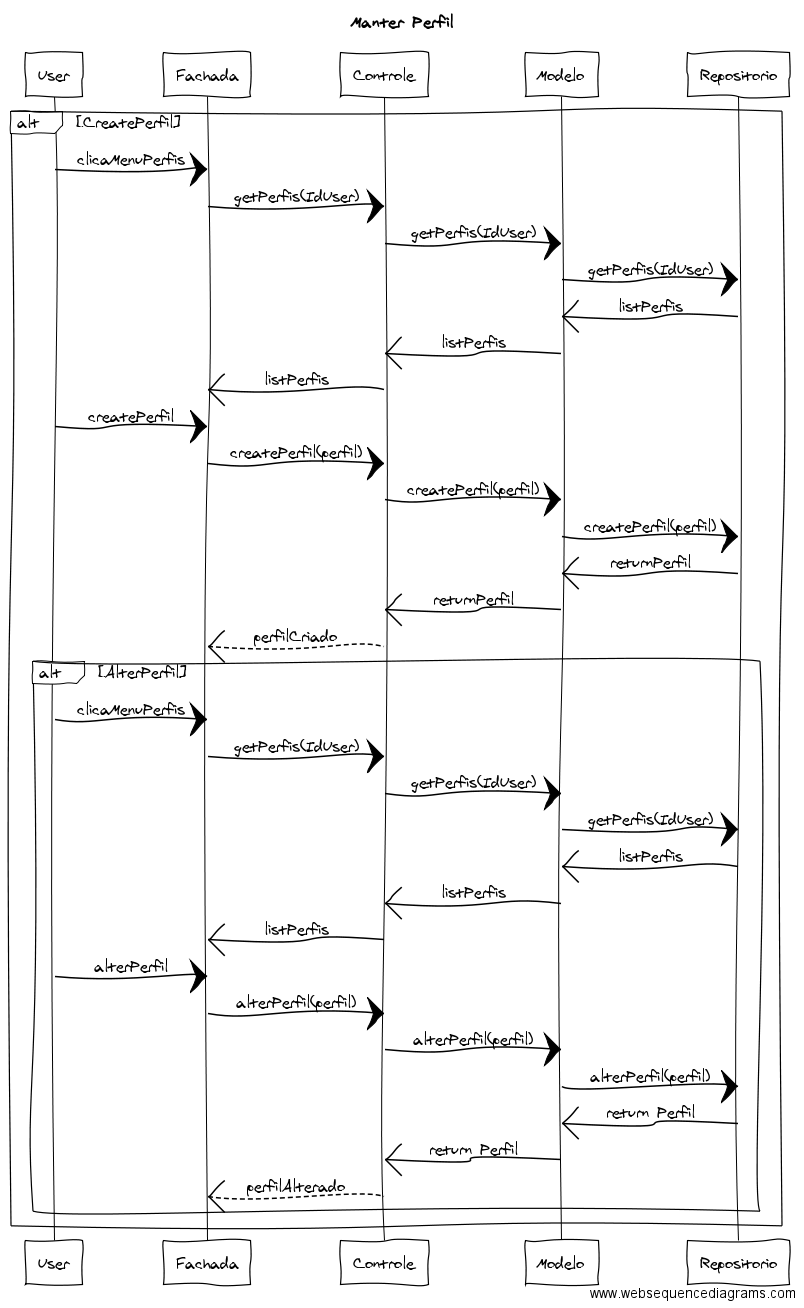 Manter Perfil
User Fachada Controle Modelo Repositorio
alt [CreatePerfil]
clicaMenuPerfis
getPerfis(IdUser)
getPerfis(IdUser)
getPerfis(IdUser)
listPerfis
listPerfis
listPerfis
createPerfil
createPerfil(perfil)
createPerfil(perfil)
createPerfil(perfil)
returnPerfil
returnPerfil
perfilCriado
alt [AlterPerfil]
clicaMenuPerfis
getPerfis(IdUser)
getPerfis(IdUser)
getPerfis(IdUser)
listPerfis
listPerfis
listPerfis
alterPerfil
alterPerfil(perfil)
alterPerfil(perfil)
alterPerfil(perfil)
return Perfil
return Perfil
perfilAlterado
User Fachada Controle Modelo Repositorio
www.websequencediagrams.com